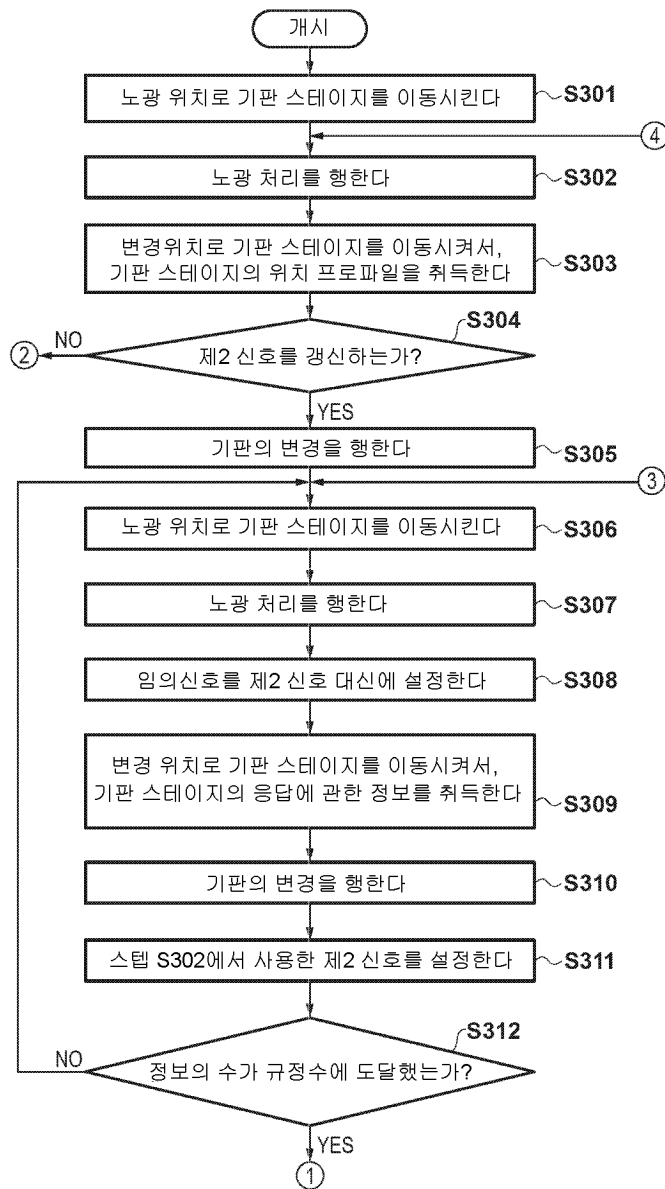 개시
노광 위치로 기판 스테이지를 이동시킨다
S301
④
노광 처리를 행한다
S302
변경위치로 기판 스테이지를 이동시켜서,
기판 스테이지의 위치 프로파일을 취득한다
S303
S304
② NO
제2 신호를 갱신하는가?
YES
기판의 변경을 행한다
S305
③
노광 위치로 기판 스테이지를 이동시킨다
S306
노광 처리를 행한다
S307
임의신호를 제2 신호 대신에 설정한다
S308
변경 위치로 기판 스테이지를 이동시켜서,
기판 스테이지의 응답에 관한 정보를 취득한다
S309
기판의 변경을 행한다
S310
스텝 S302에서 사용한 제2 신호를 설정한다
S311
S312
NO
정보의 수가 규정수에 도달했는가?
YES
①